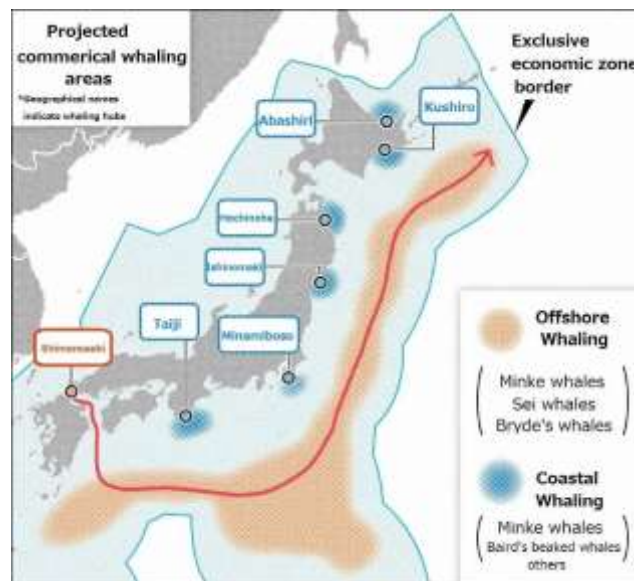 Projected
commerical whaling
areas
*Geographical names
indicate whaling hubs
Exclusive
economic zone
border
Abashiri
Kushiro
Hachinohe
Ishinomaki
Taiji
Minamiboso
Shimonoseki
Offshore
Whaling
(Minke whales
Sei whales
Bryde's whales)
Coastal
Whaling
(Minke whales
Baird's beaked whales
others)